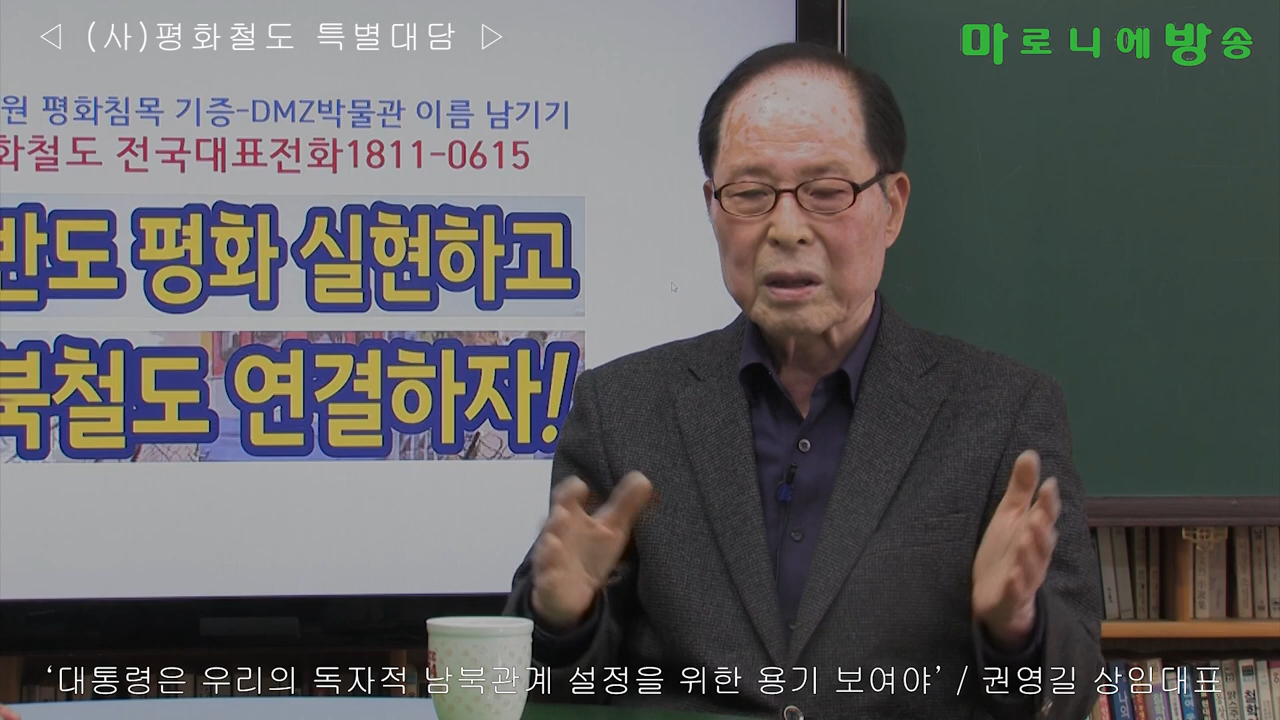 ◁ (사)평화철도 특별대담 ▷
마로니에방송
원 평화침목 기증-DMZ박물관 이름 남기기
화철도 전국대표전화1811-0615
반도 평화 실현하고
북철도 연결하자!
‘대통령은 우리의 독자적 남북관계 설정을 위한 용기 보여야’ / 권영길 상임대표